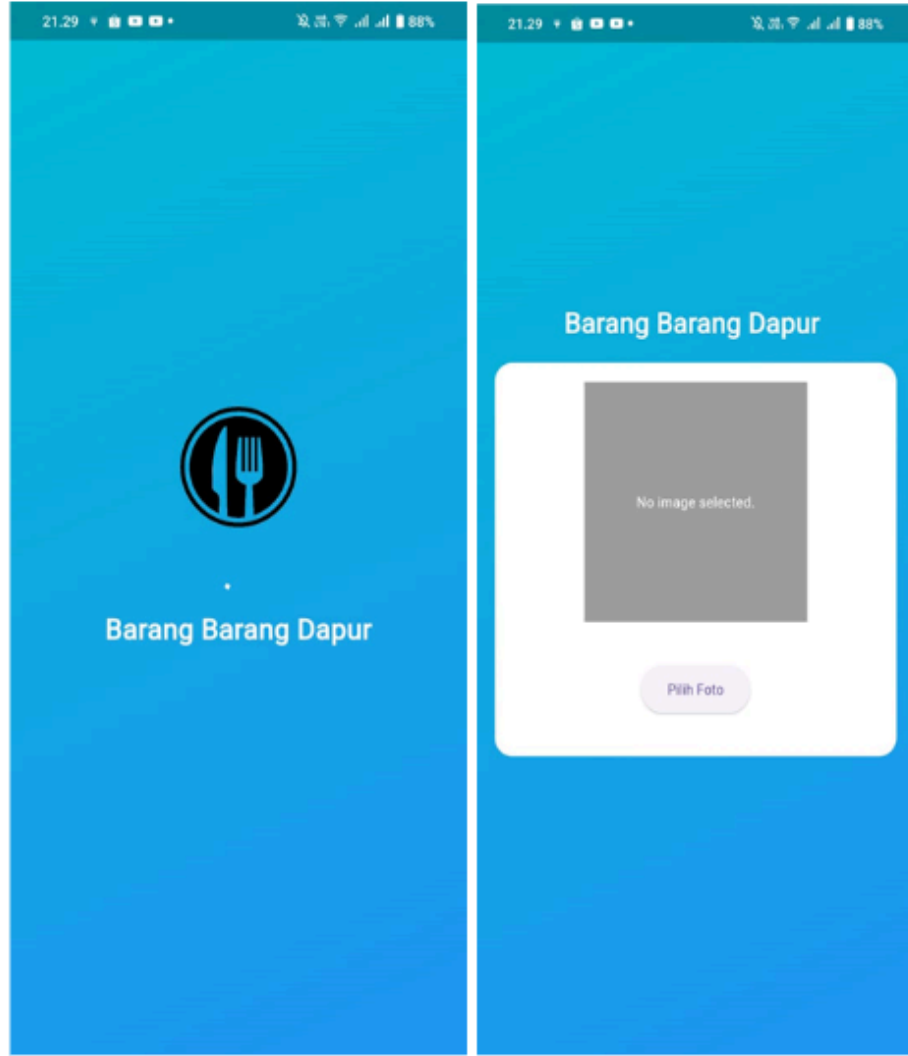 21.29
88%
Barang Barang Dapur
21.29
88%
Barang Barang Dapur
No image selected.
Pilih Foto